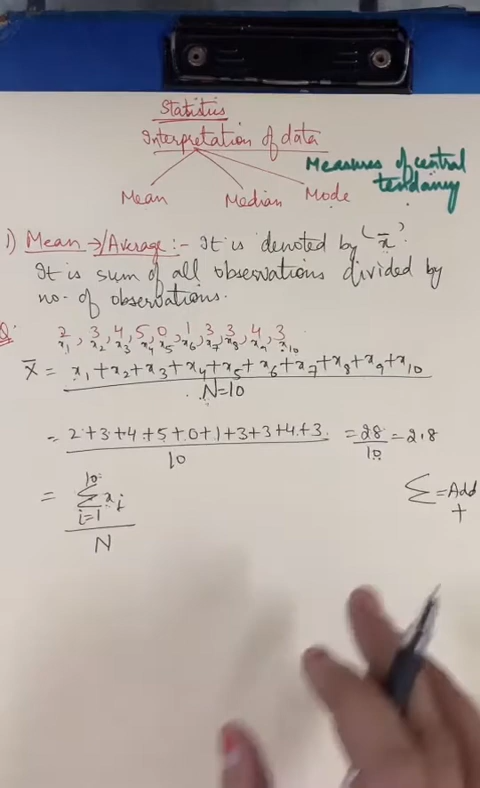 Statistics
Interpretation of data
Measures of central
tendancy
Mean Median Mode
1) Mean →/Average :- It is denoted by ‘x̄’.
It is sum of all observations divided by
no. of observations.
Q: 2, 3, 4, 5, 0, 1, 3, 3, 4, 3
x₁ x₂ x₃ x₄ x₅ x₆ x₇ x₈ x₉ x₁₀
x̄ = x₁+x₂+x₃+x₄+x₅+x₆+x₇+x₈+x₉+x₁₀
N=10
= 2+3+4+5+0+1+3+3+4+3 = 28 = 2.8
10 10
= 10
Σ xᵢ
i=1
N
Σ = Add
+